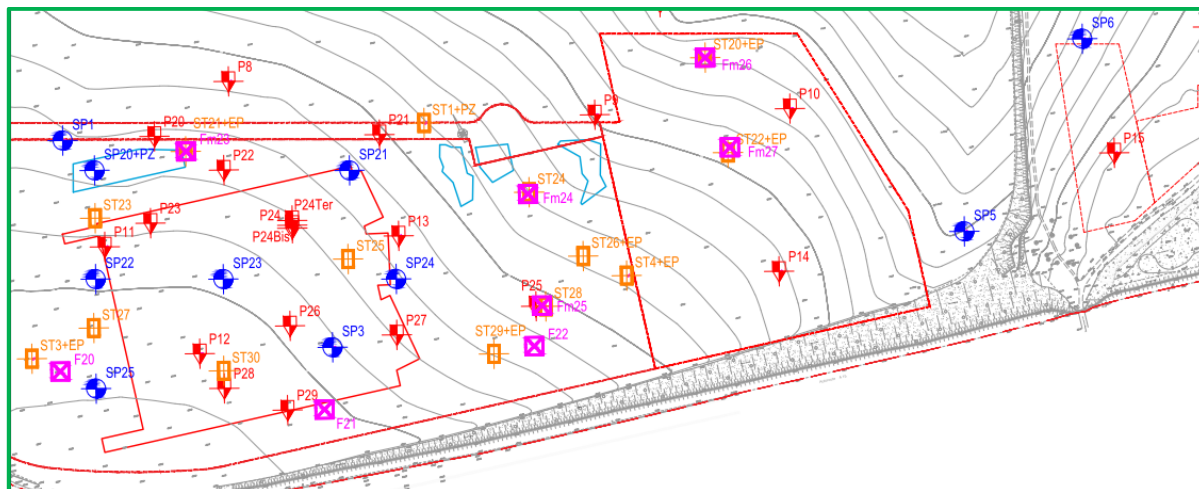 SP6
ST20+EP
Fm26
P8
P9
P10
ST1+PZ
SP1
P20
ST21+EP
Fm23
P21
ST22+EP
Fm27
P15
SP20+PZ
P22
SP21
ST24
Fm24
ST23
P23
P24Ter
P24
P24Bis
P13
SP5
P11
ST25
ST26+EP
ST4+EP
P14
SP22
SP23
SP24
P25
ST28
Fm25
ST27
P26
SP3
P27
ST29+EP
F22
ST3+EP
F20
P12
ST30
SP25
P28
P29
F21